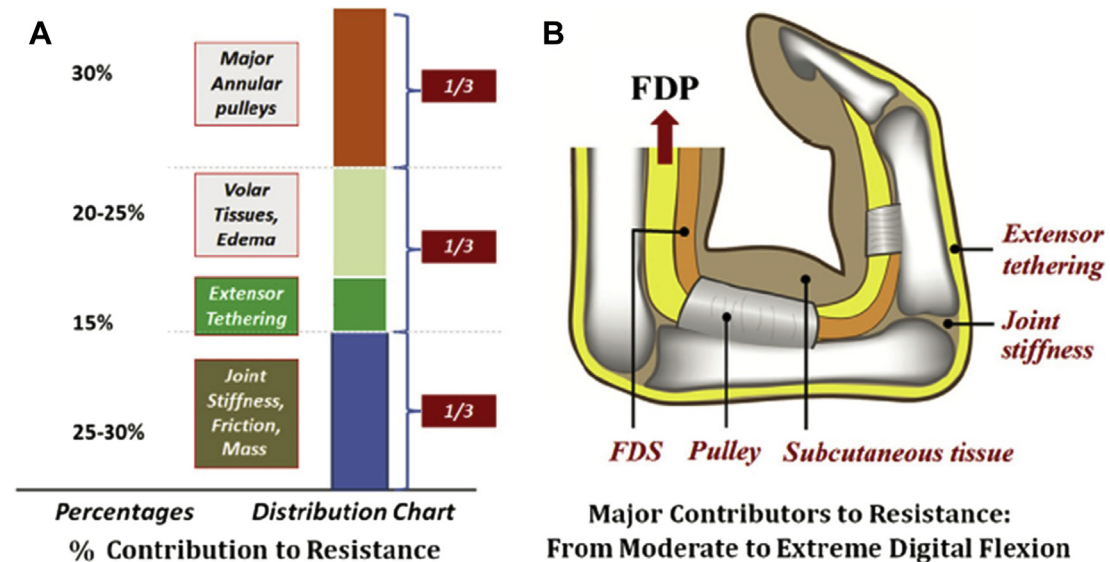 A
30%
Major
Annular
pulleys
1/3
20-25%
Volar
Tissues,
Edema
1/3
Extensor
Tethering
15%
Joint
Stiffness,
Friction,
Mass
1/3
25-30%
Percentages
Distribution Chart
% Contribution to Resistance
B
FDP
Extensor
tethering
Joint
stiffness
FDS
Pulley
Subcutaneous tissue
Major Contributors to Resistance:
From Moderate to Extreme Digital Flexion